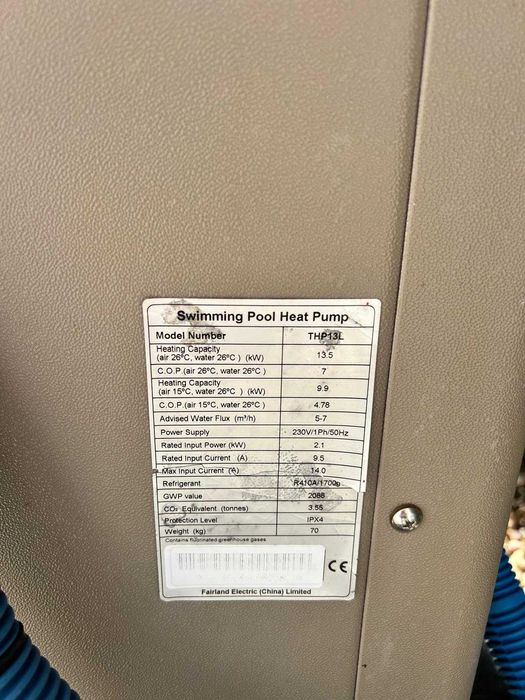 Swimming Pool Heat Pump
Model Number THP13L
Heating Capacity
(air 26°C, water 26°C ) (kW) 13.5
C.O.P.(air 26°C, water 26°C ) 7
Heating Capacity
(air 15°C, water 26°C ) (kW) 9.9
C.O.P.(air 15°C, water 26°C ) 4.78
Advised Water Flux (m³/h) 5-7
Power Supply 230V/1Ph/50Hz
Rated Input Power (kW) 2.1
Rated Input Current (A) 9.5
Max Input Current (A) 14.0
Refrigerant R410A/1700g
GWP value 2088
CO₂ Equivalent (tonnes) 3.55
Protection Level IPX4
Weight (kg) 70
Contains fluorinated greenhouse gases
CE
Fairland Electric (China) Limited